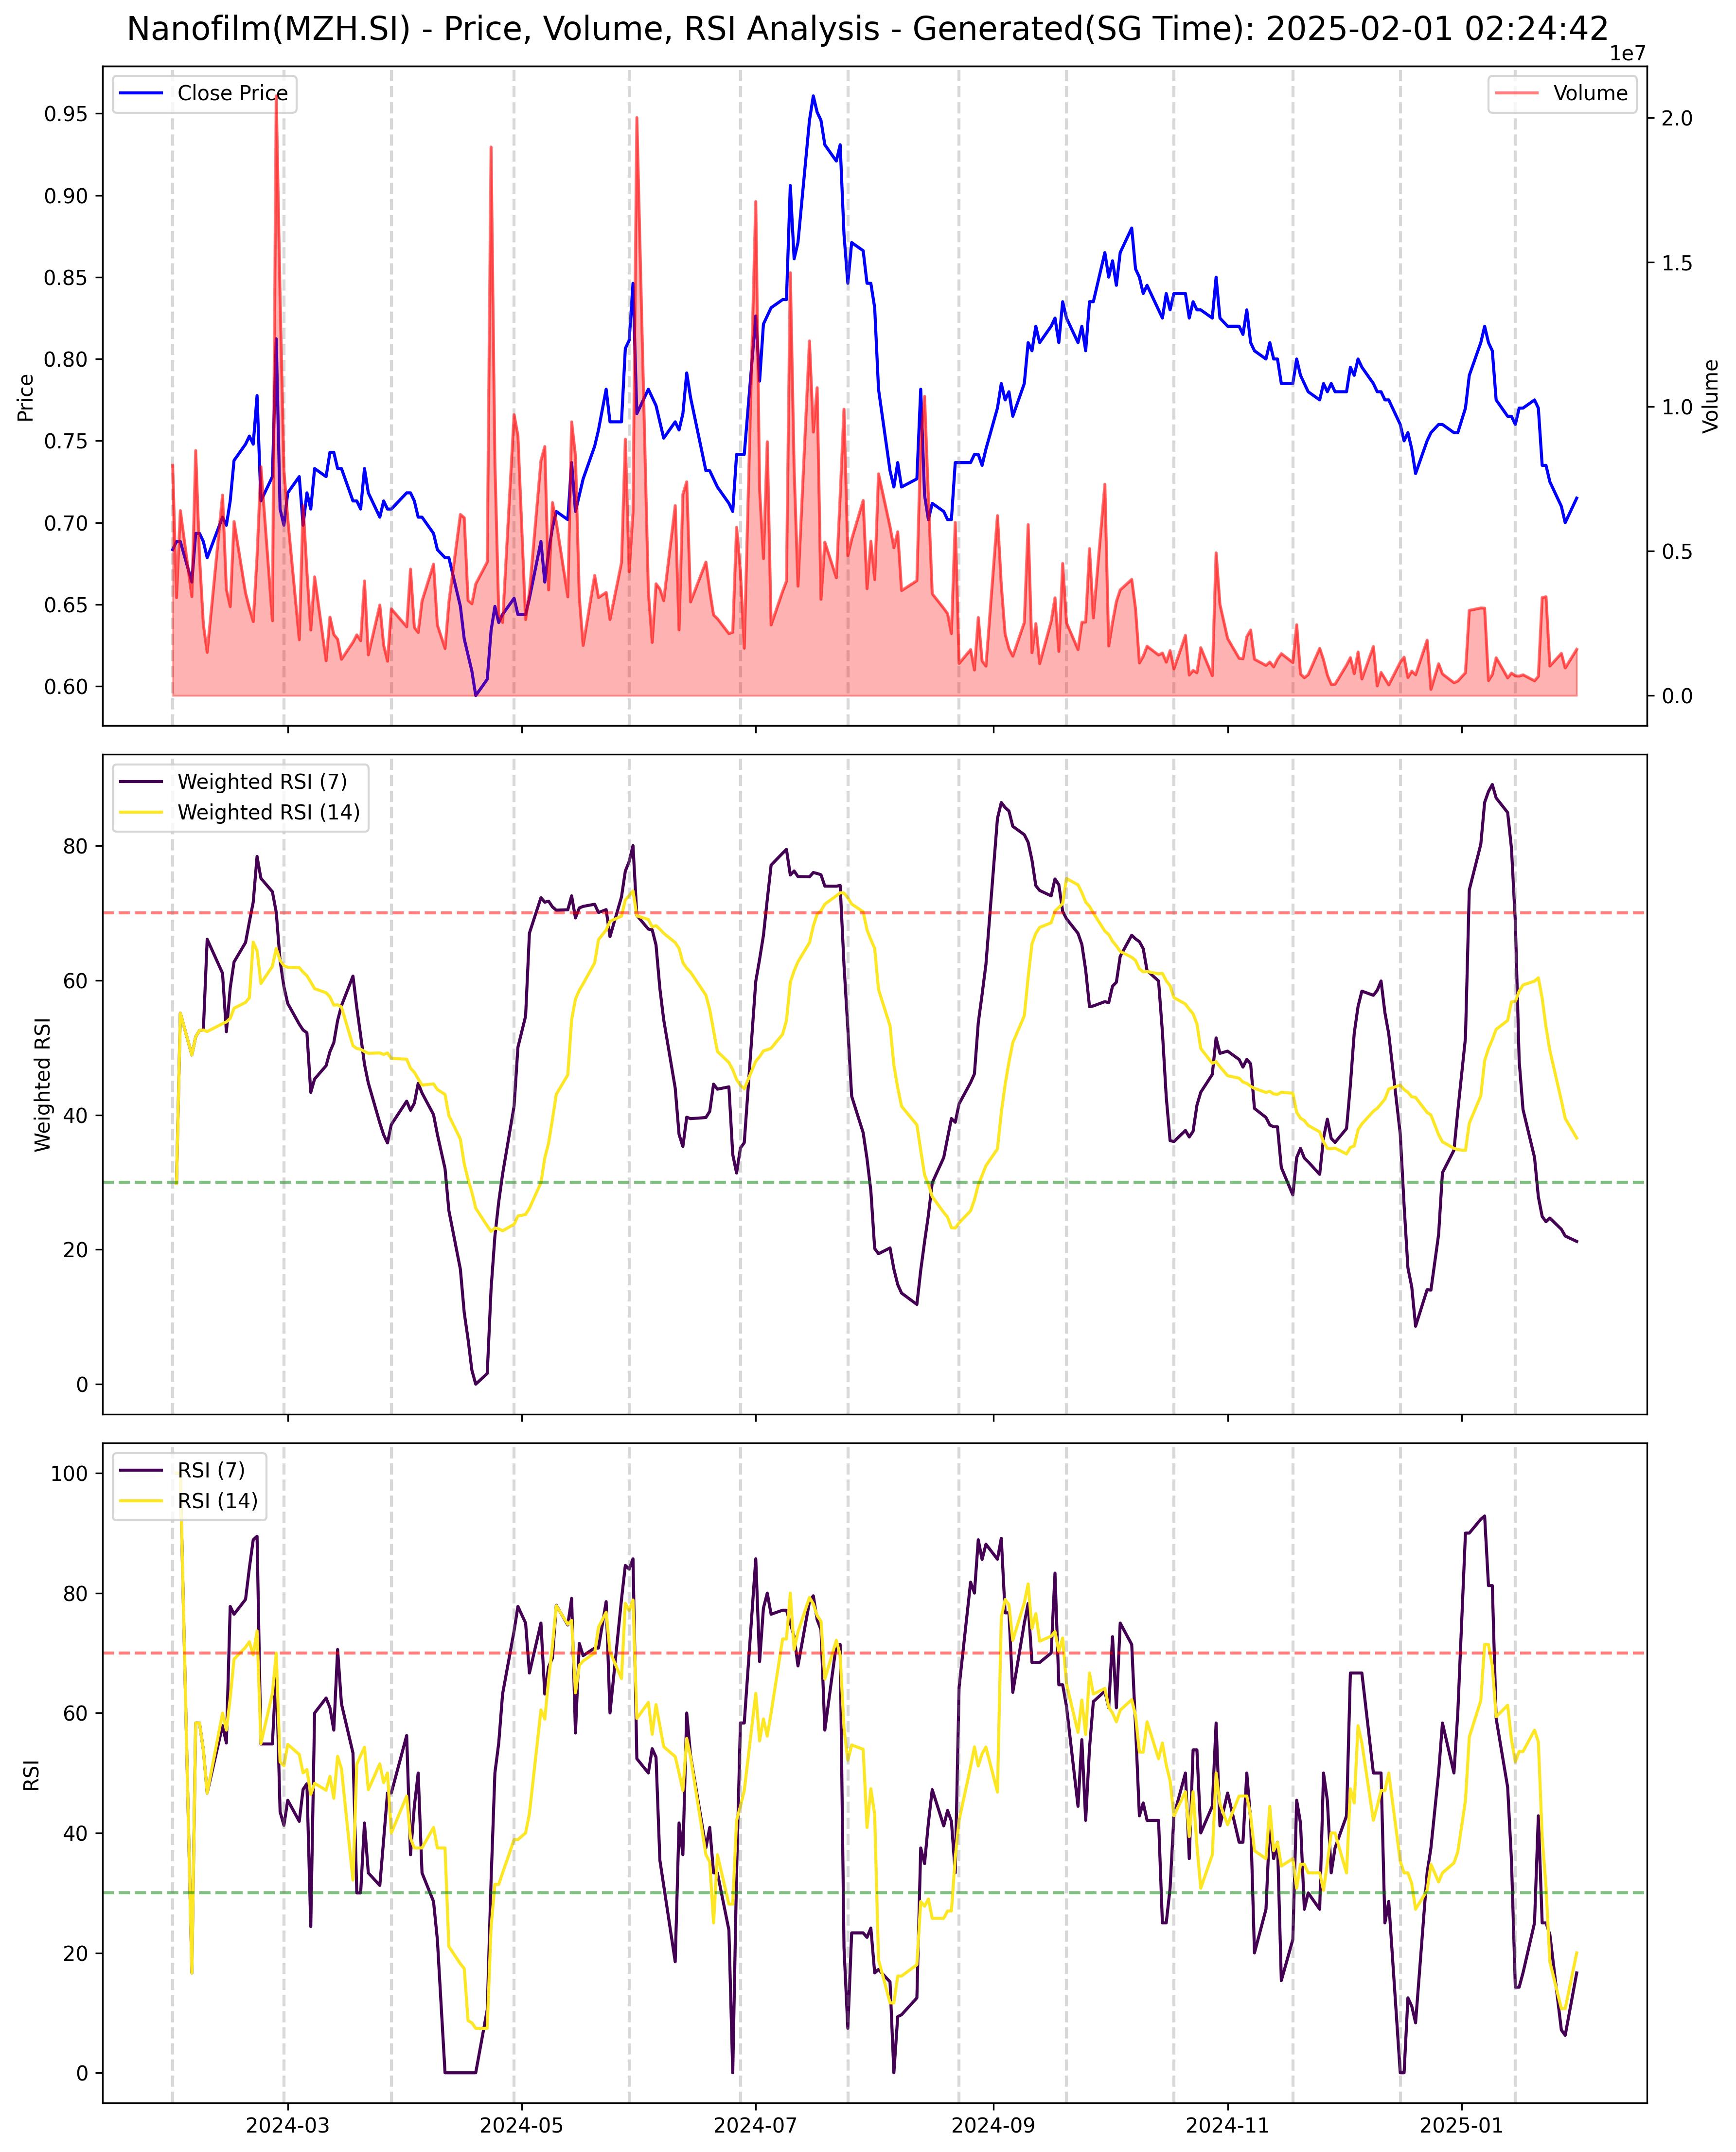 Nanofilm(MZH.SI) - Price, Volume, RSI Analysis - Generated(SG Time): 2025-02-01 02:24:42
1e7
Close Price
Volume
0.95
0.90
0.85
0.80
0.75
0.70
0.65
0.60
Price
2.0
1.5
1.0
0.5
0.0
Volume
Weighted RSI (7)
Weighted RSI (14)
80
60
40
20
0
Weighted RSI
RSI (7)
RSI (14)
100
80
60
40
20
0
RSI
2024-03
2024-05
2024-07
2024-09
2024-11
2025-01